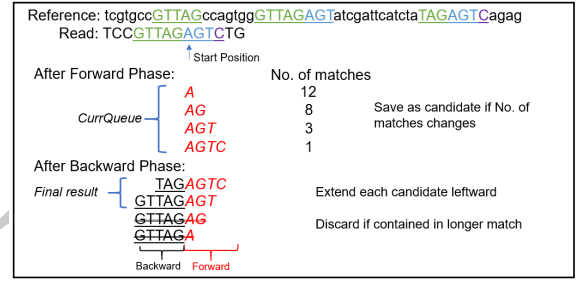 Reference: tcgtgccGTTAGccagtggGTTAGAGTatcgattcatctaTAGAGTCagag
Read: TCCGTTAGAGTCTG
Start Position
After Forward Phase: No. of matches
A 12
AG 8
AGT 3
AGTC 1
CurrQueue
Save as candidate if No. of
matches changes
After Backward Phase:
TAGAGTC
GTTAGAGT
GTTAGAG
GTTAGA
Final result
Extend each candidate leftward
Discard if contained in longer match
Backward Forward